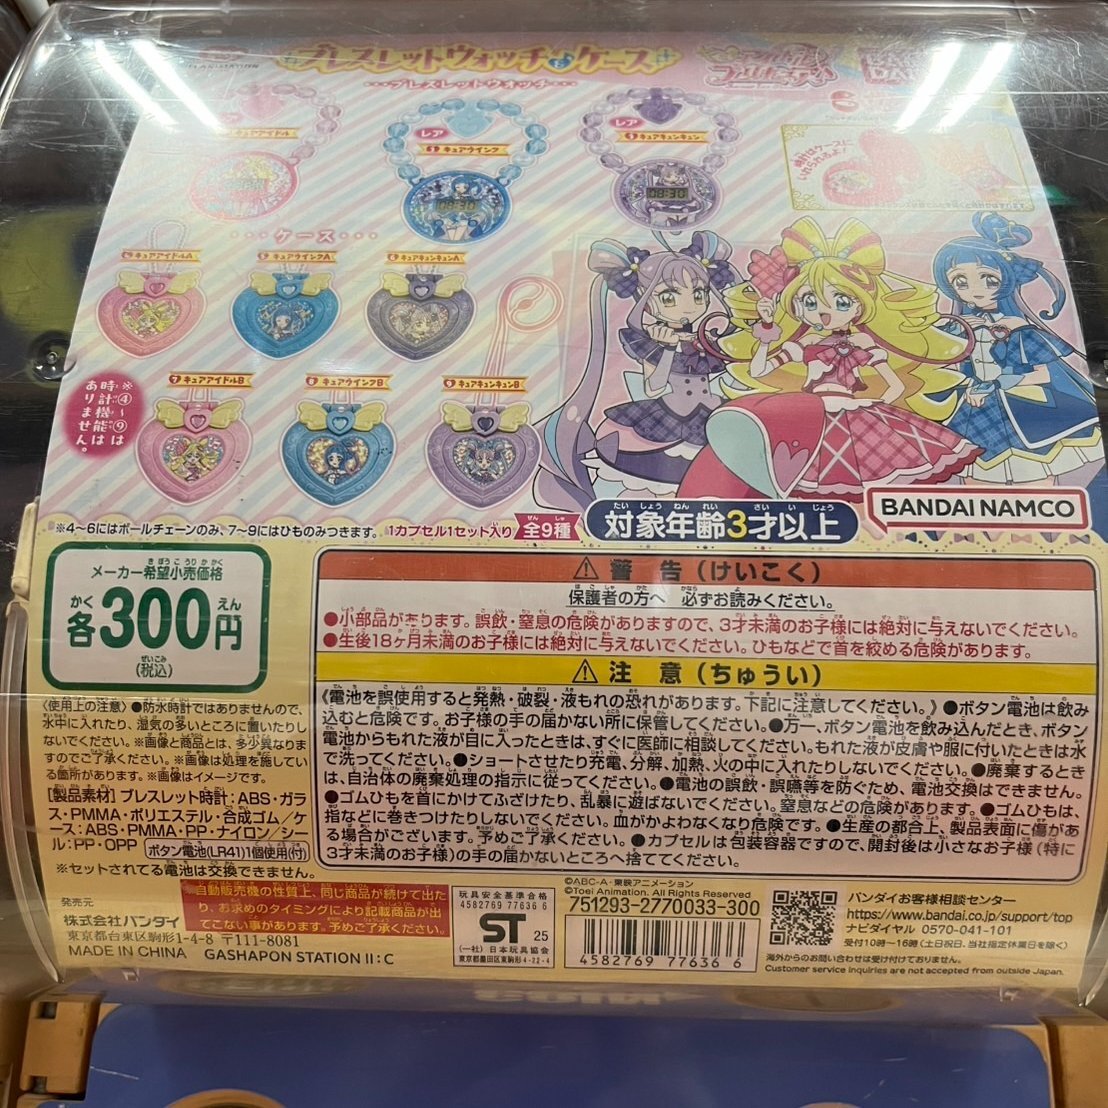 ブレスレットウォッチ&ケース
ブレスレットウォッチ
レア
キュアアイドル
レア
キュアウインク
レア
キュアキュンキュン
時計はケースに
いれられるよ!
08:30
08:30
ケース
キュアアイドルA
5 キュアウインクA
6 キュアキュンキュンA
7 キュアアイドルB
8 キュアウインクB
9 キュアキュンキュンB
※④~⑨は
時計機能は
ありません。
※4~6にはボールチェーンのみ、7~9にはひものみつきます。
1カプセル1セット入り 全9種
対象年齢3才以上
BANDAI NAMCO
メーカー希望小売価格
各300円
(税込)
警告(けいこく)
保護者の方へ 必ずお読みください。
●小部品があります。誤飲・窒息の危険がありますので、3才未満のお子様には絶対に与えないでください。
●生後18ヶ月未満のお子様には絶対に与えないでください。ひもなどで首を絞める危険があります。
注意(ちゅうい)
《電池を誤使用すると発熱・破裂・液もれの恐れがあります。下記に注意してください。》●ボタン電池は飲み
込むと危険です。お子様の手の届かない所に保管してください。●万一、ボタン電池を飲み込んだとき、ボタン
電池からもれた液が目に入ったときは、すぐに医師に相談してください。もれた液が皮膚や服に付いたときは水
で洗ってください。●ショートさせたり充電、分解、加熱、火の中に入れたりしないでください。●廃棄するとき
は、自治体の廃棄処理の指示に従ってください。●電池の誤飲・誤嚥等を防ぐため、電池交換はできません。
●ゴムひもを首にかけてふざけたり、乱暴に遊ばないでください。窒息などの危険があります。●ゴムひもは、
指などに巻きつけたりしないでください。血がかよわなくなり危険です。●生産の都合上、製品表面に傷があ
る場合がございます。予めご了承ください。●カプセルは包装容器ですので、開封後は小さなお子様(特に
3才未満のお子様)の手の届かないところへ捨ててください。
《使用上の注意》●防水時計ではありませんので、
水中に入れたり、湿気の多いところに置いたりし
ないでください。※画像と商品とは、多少異なりま
すのでご了承ください。※画像は処理を施してい
る箇所があります。※画像はイメージです。
[製品素材]ブレスレット時計:ABS・ガラ
ス・PMMA・ポリエステル・合成ゴム/ケ
ース:ABS・PMMA・PP・ナイロン/シー
ル:PP・OPP ボタン電池(LR41)1個使用(付)
※セットされてる電池は交換できません。
発売元
株式会社バンダイ
東京都台東区駒形1-4-8 〒111-8081
MADE IN CHINA GASHAPON STATION II:C
自動販売機の性質上、同じ商品が続けて出た
り、お求めのタイミングにより記載商品が出
てこない事があります。予めご了承ください。
玩具安全基準合格
4582769 77636 6
ST 25
(一社)日本玩具協会
東京都墨田区東駒形4-22-4
©ABC-A・東映アニメーション
©Toei Animation. All Rights Reserved
751293-2770033-300
4582769 77636 6
バンダイお客様相談センター
https://www.bandai.co.jp/support/top
ナビダイヤル 0570-041-101
受付10時~16時(土日祝日、当社指定休業日を除く)
海外からのお問い合わせは受け付けておりません。
Customer service inquiries are not accepted from outside Japan.